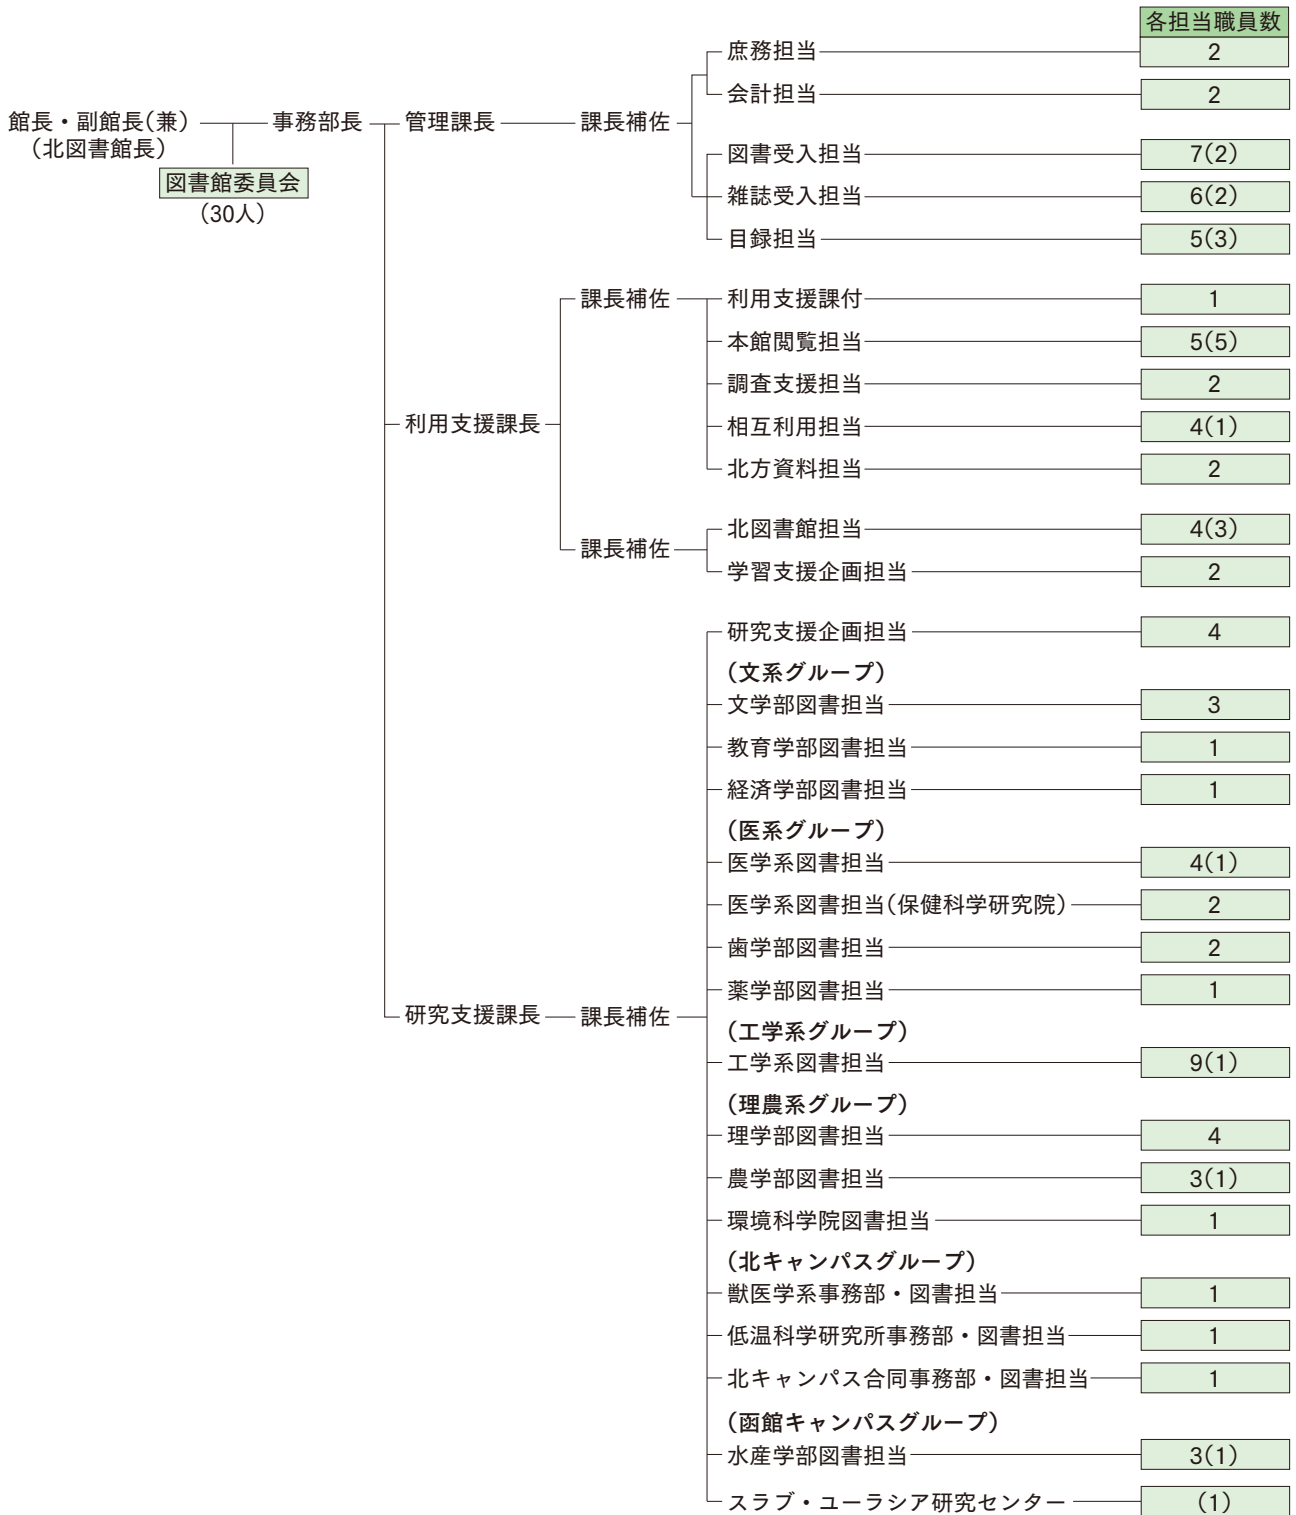 各担当職員数
庶務担当 2
会計担当 2
館長・副館長(兼) 事務部長 管理課長 課長補佐
(北図書館長)
図書館委員会
(30人)
図書受入担当 7(2)
雑誌受入担当 6(2)
目録担当 5(3)
課長補佐 利用支援課付 1
本館閲覧担当 5(5)
調査支援担当 2
利用支援課長
相互利用担当 4(1)
北方資料担当 2
課長補佐
北図書館担当 4(3)
学習支援企画担当 2
研究支援企画担当 4
(文系グループ)
文学部図書担当 3
教育学部図書担当 1
経済学部図書担当 1
(医系グループ)
医学系図書担当 4(1)
医学系図書担当(保健科学研究院) 2
歯学部図書担当 2
薬学部図書担当 1
研究支援課長 課長補佐
(工学系グループ)
工学系図書担当 9(1)
(理農系グループ)
理学部図書担当 4
農学部図書担当 3(1)
環境科学院図書担当 1
(北キャンパスグループ)
獣医学系事務部・図書担当 1
低温科学研究所事務部・図書担当 1
北キャンパス合同事務部・図書担当 1
(函館キャンパスグループ)
水産学部図書担当 3(1)
スラブ・ユーラシア研究センター (1)